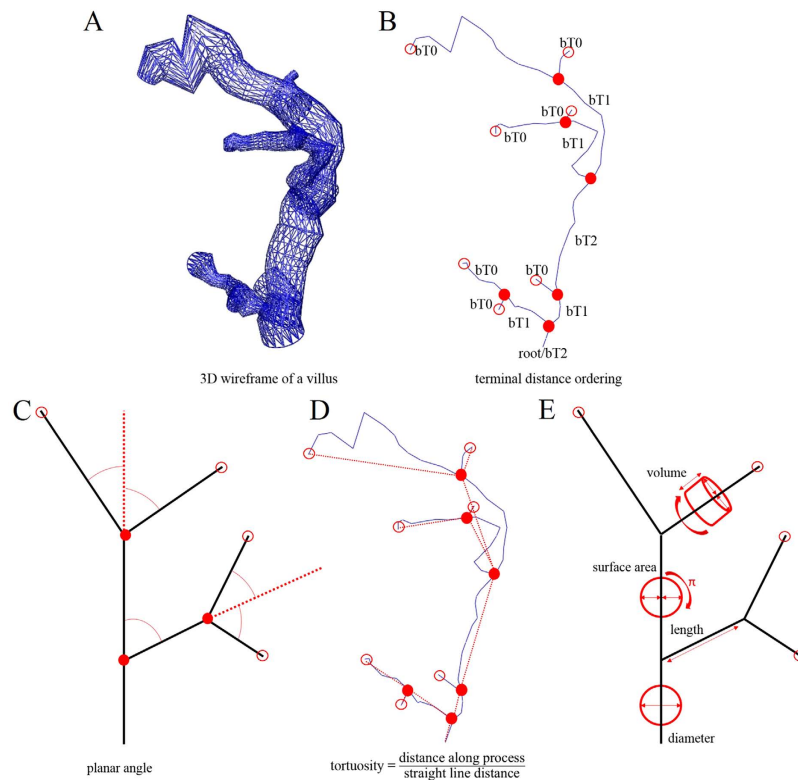 A
B
bT0
bT0
bT1
bT0
bT0
bT1
bT2
bT0
bT0
bT0
bT1
bT1
root/bT2
3D wireframe of a villus
terminal distance ordering
C
D
E
volume
surface area
π
length
diameter
planar angle
tortuosity = distance along process
straight line distance